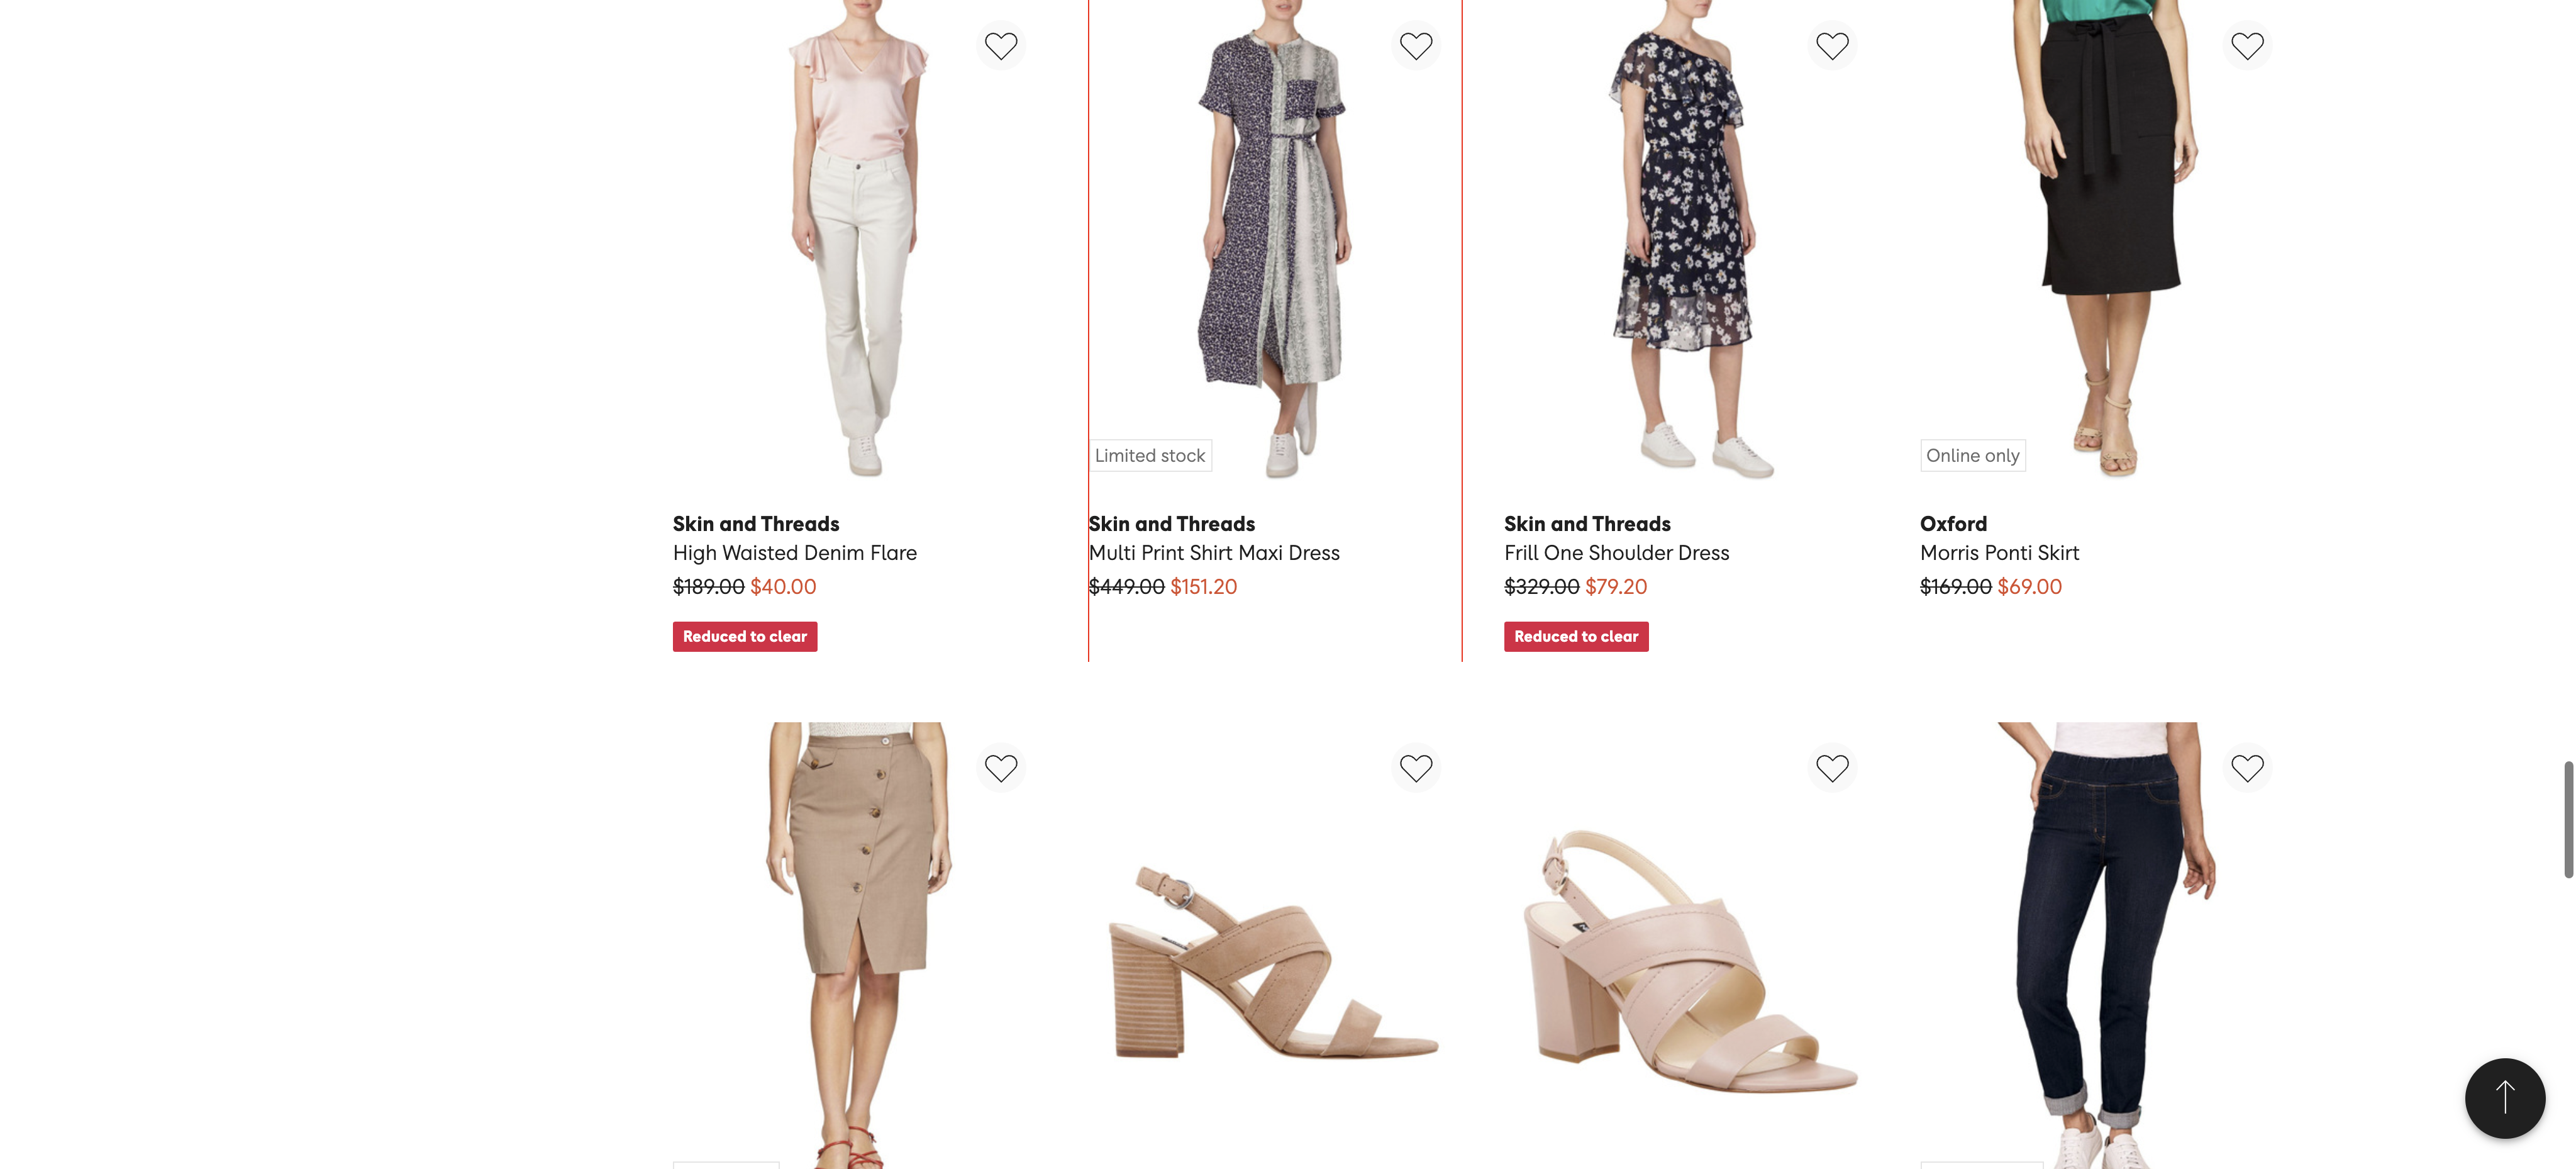 Limited stock
Online only
Skin and Threads
High Waisted Denim Flare
$189.00 $40.00
Reduced to clear
Skin and Threads
Multi Print Shirt Maxi Dress
$449.00 $151.20
Skin and Threads
Frill One Shoulder Dress
$329.00 $79.20
Reduced to clear
Oxford
Morris Ponti Skirt
$169.00 $69.00